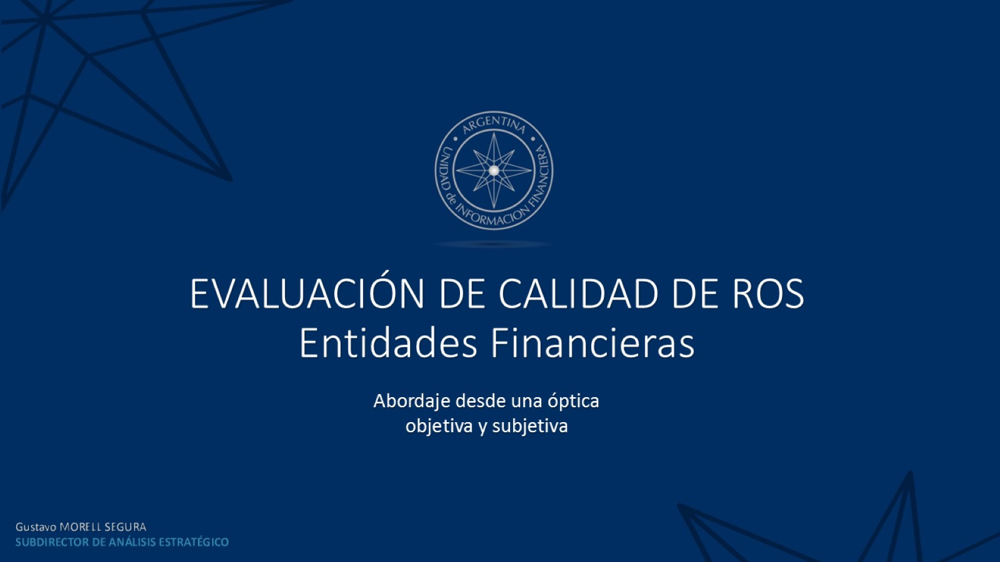 ARGENTINA
UNIDAD de INFORMACION FINANCIERA
EVALUACIÓN DE CALIDAD DE ROS
Entidades Financieras
Abordaje desde una óptica
objetiva y subjetiva
Gustavo MORELL SEGURA
SUBDIRECTOR DE ANÁLISIS ESTRATÉGICO